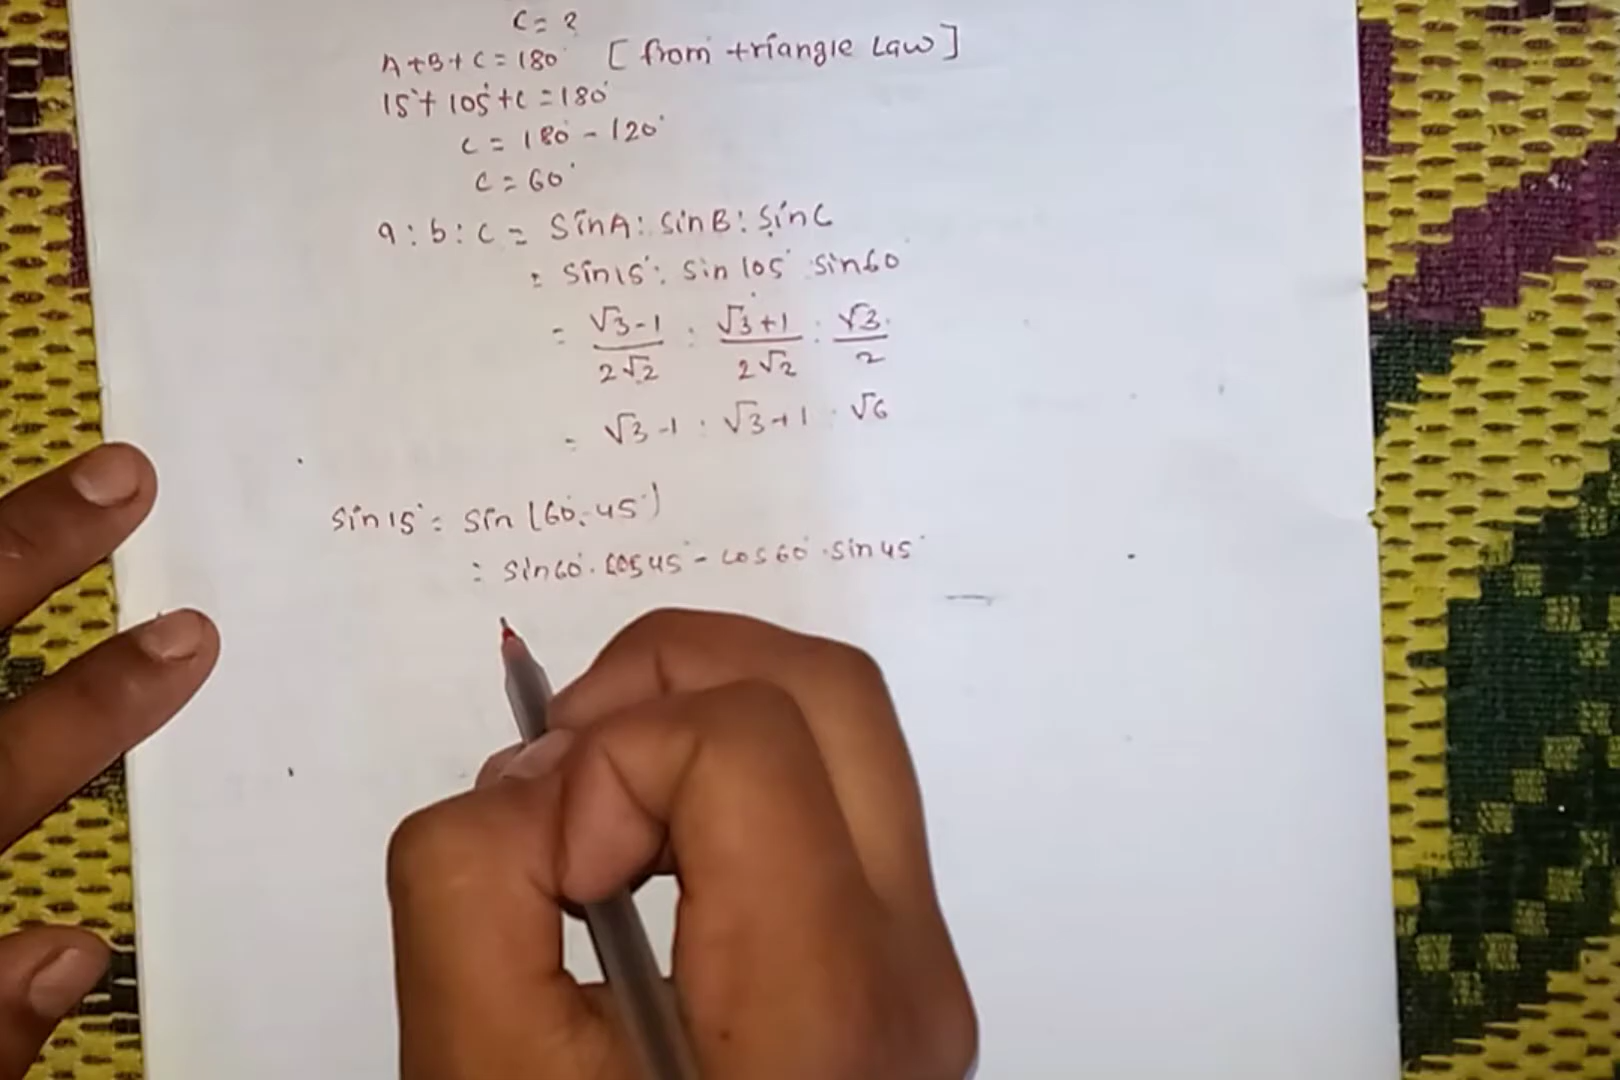 C = ?
A+B+C = 180° [from triangle Law]
15°+105°+C = 180°
C = 180° - 120°
C = 60°
a : b : c = sinA : sinB : sinC
= sin15° : sin105° : sin60°
= √3-1/2√2 : √3+1/2√2 : √3/2
= √3-1 : √3+1 : √6
sin15° = sin(60°-45°)
= sin60°.cos45° - cos60°.sin45°